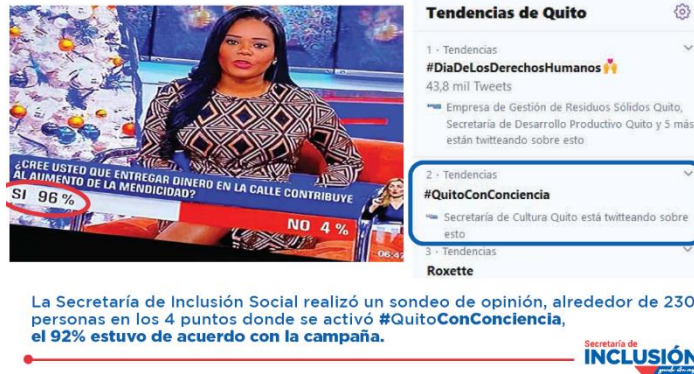 ¿CREE USTED QUE ENTREGAR DINERO EN LA CALLE CONTRIBUYE
AL AUMENTO DE LA MENDICIDAD?
SI 96 %
NO 4 %
06:42
Tendencias de Quito
1 · Tendencias
#DiaDeLosDerechosHumanos
43,8 mil Tweets
Empresa de Gestión de Residuos Sólidos Quito,
Secretaría de Desarrollo Productivo Quito y 5 más
están twitteando sobre esto
2 · Tendencias
#QuitoConConciencia
Secretaría de Cultura Quito está twitteando sobre
esto
3 · Tendencias
Roxette
La Secretaría de Inclusión Social realizó un sondeo de opinión, alrededor de 230
personas en los 4 puntos donde se activó #QuitoConConciencia,
el 92% estuvo de acuerdo con la campaña.
Secretaría de
INCLUSIÓN